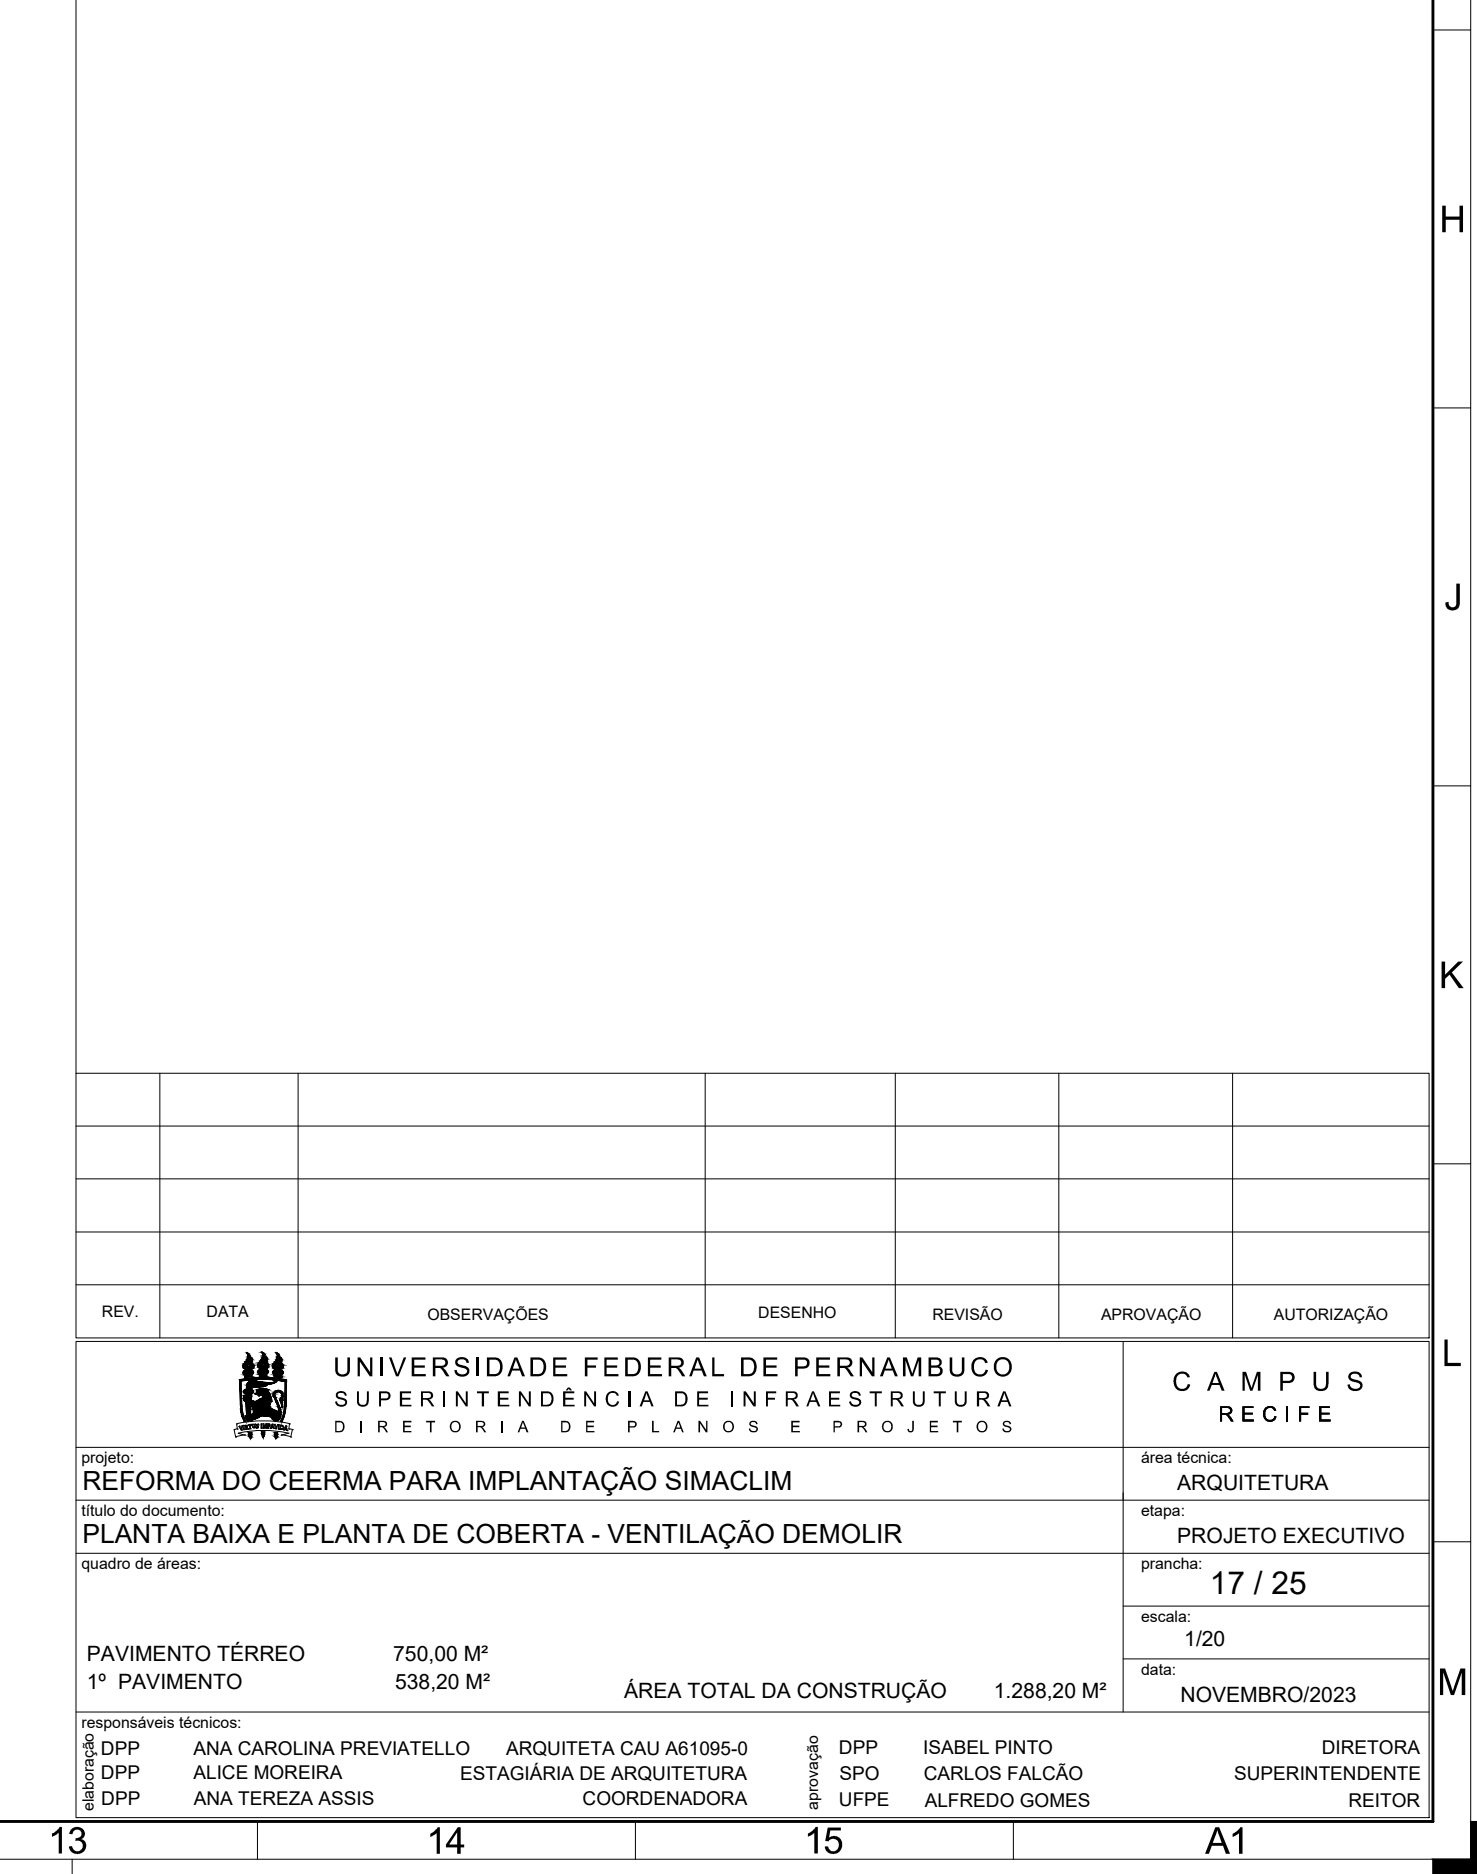 H
J
K
REV. DATA OBSERVAÇÕES DESENHO REVISÃO APROVAÇÃO AUTORIZAÇÃO
L
UNIVERSIDADE FEDERAL DE PERNAMBUCO
SUPERINTENDÊNCIA DE INFRAESTRUTURA
DIRETORIA DE PLANOS E PROJETOS
CAMPUS
RECIFE
projeto:
REFORMA DO CEERMA PARA IMPLANTAÇÃO SIMACLIM
área técnica:
ARQUITETURA
título do documento:
PLANTA BAIXA E PLANTA DE COBERTA - VENTILAÇÃO DEMOLIR
etapa:
PROJETO EXECUTIVO
quadro de áreas:
PAVIMENTO TÉRREO 750,00 M²
1º PAVIMENTO 538,20 M²
ÁREA TOTAL DA CONSTRUÇÃO 1.288,20 M²
prancha:
17 / 25
escala:
1/20
data:
NOVEMBRO/2023
M
responsáveis técnicos:
elaboração
DPP ANA CAROLINA PREVIATELLO ARQUITETA CAU A61095-0
DPP ALICE MOREIRA ESTAGIÁRIA DE ARQUITETURA
DPP ANA TEREZA ASSIS COORDENADORA
aprovação
DPP ISABEL PINTO DIRETORA
SPO CARLOS FALCÃO SUPERINTENDENTE
UFPE ALFREDO GOMES REITOR
13 14 15 A1